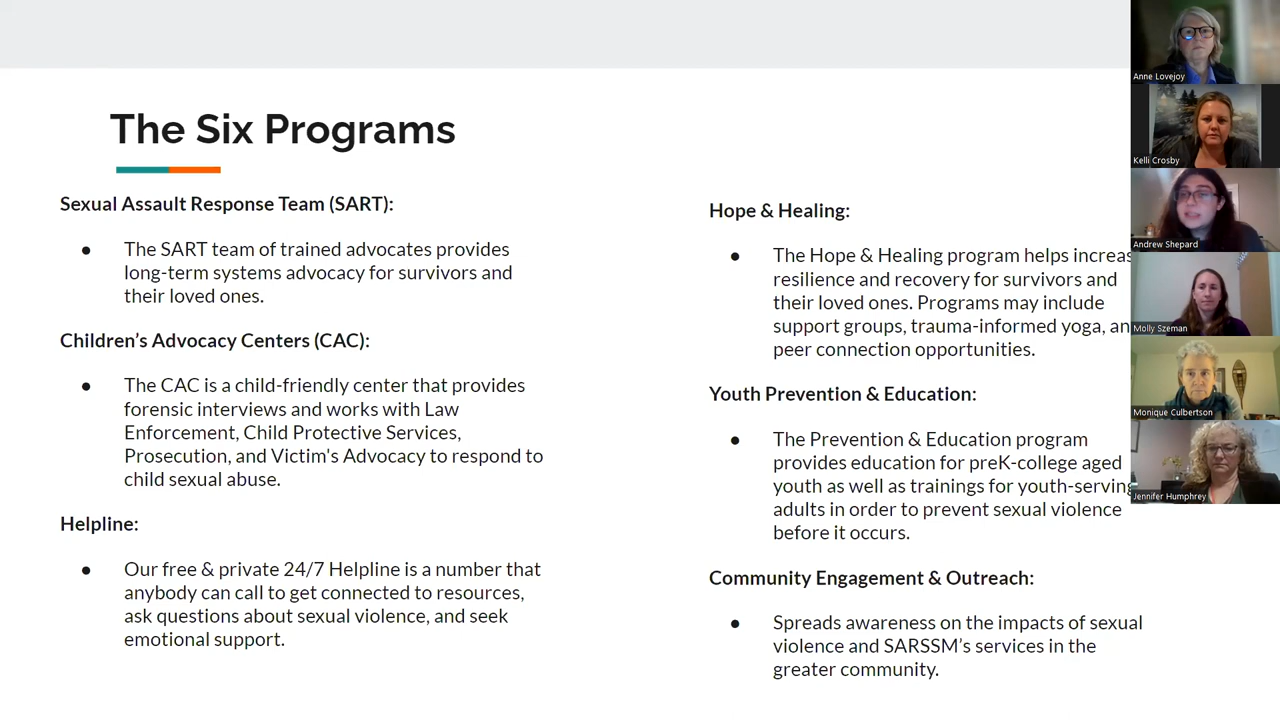 The Six Programs
Sexual Assault Response Team (SART):
● The SART team of trained advocates provides
long-term systems advocacy for survivors and
their loved ones.
Children's Advocacy Centers (CAC):
● The CAC is a child-friendly center that provides
forensic interviews and works with Law
Enforcement, Child Protective Services,
Prosecution, and Victim's Advocacy to respond to
child sexual abuse.
Helpline:
● Our free & private 24/7 Helpline is a number that
anybody can call to get connected to resources,
ask questions about sexual violence, and seek
emotional support.
Hope & Healing:
● The Hope & Healing program helps increas
resilience and recovery for survivors and
their loved ones. Programs may include
support groups, trauma-informed yoga, an
peer connection opportunities.
Youth Prevention & Education:
● The Prevention & Education program
provides education for preK-college aged
youth as well as trainings for youth-serving
adults in order to prevent sexual violence
before it occurs.
Community Engagement & Outreach:
● Spreads awareness on the impacts of sexual
violence and SARSSM's services in the
greater community.
Anne Lovejoy
Kelli Crosby
Andrew Shepard
Molly Szeman
Monique Culbertson
Jennifer Humphrey